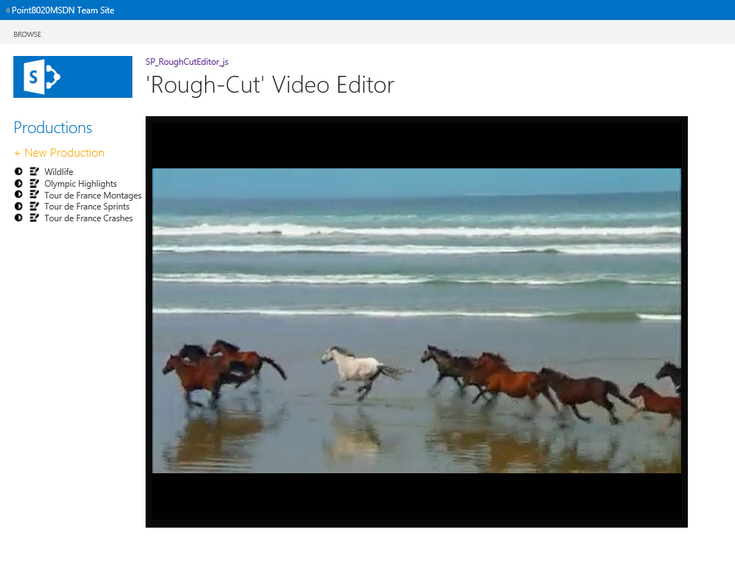 Point8020MSDN Team Site
BROWSE
S
SP_RoughCutEditor_js
'Rough-Cut' Video Editor
Productions
+ New Production
Wildlife
Olympic Highlights
Tour de France Montages
Tour de France Sprints
Tour de France Crashes